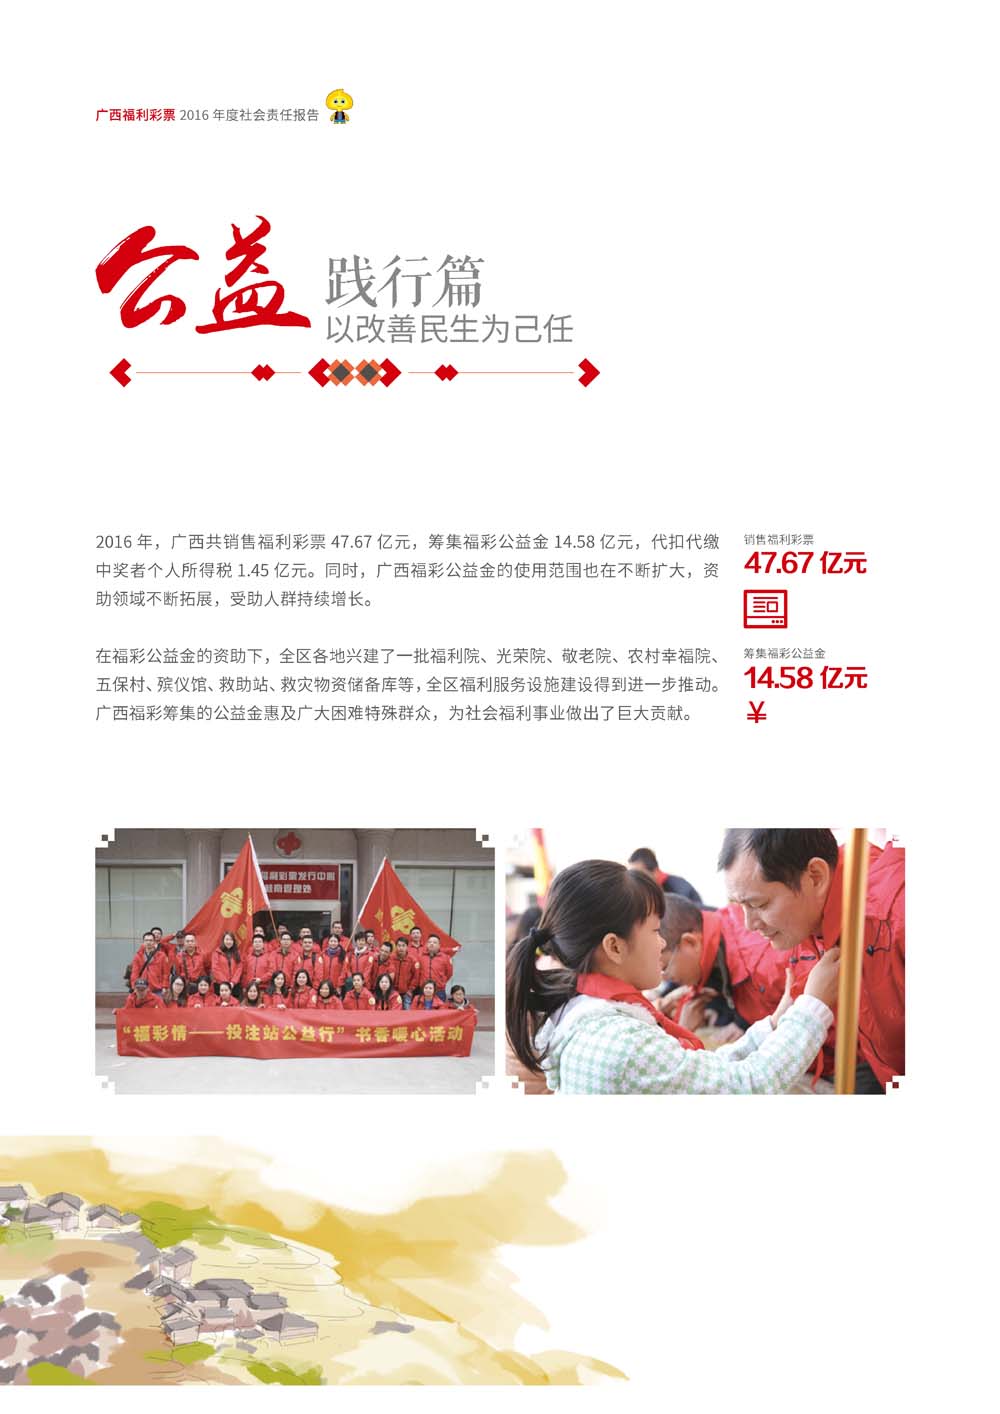 广西福利彩票 2016 年度社会责任报告
公益
践行篇
以改善民生为己任
2016 年，广西共销售福利彩票 47.67 亿元，筹集福彩公益金 14.58 亿元，代扣代缴
中奖者个人所得税 1.45 亿元。同时，广西福彩公益金的使用范围也在不断扩大，资
助领域不断拓展，受助人群持续增长。
在福彩公益金的资助下，全区各地兴建了一批福利院、光荣院、敬老院、农村幸福院、
五保村、殡仪馆、救助站、救灾物资储备库等，全区福利服务设施建设得到进一步推动。
广西福彩筹集的公益金惠及广大困难特殊群众，为社会福利事业做出了巨大贡献。
销售福利彩票
47.67 亿元
筹集福彩公益金
14.58 亿元
¥
福利彩票发行中心
管理处
“福彩情——投注站公益行” 书香暖心活动